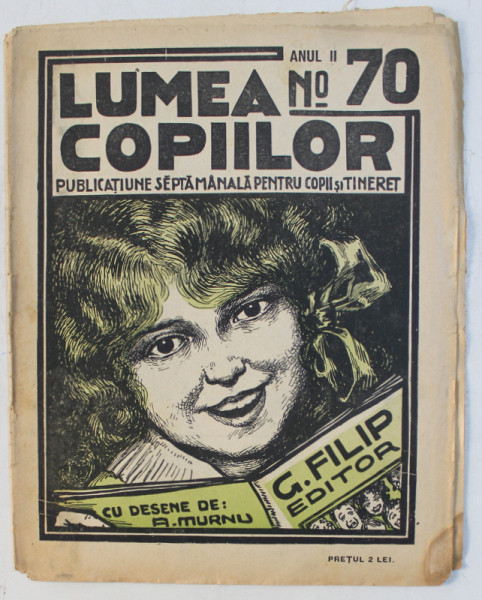 ANUL II
LUMEA No 70
COPIILOR
PUBLICAȚIUNE SĔPTĂMÂNALĂ PENTRU COPII și TINERET
G. FILIP
EDITOR
CU DESENE DE:
A. MURNU
PREȚUL 2 LEI.